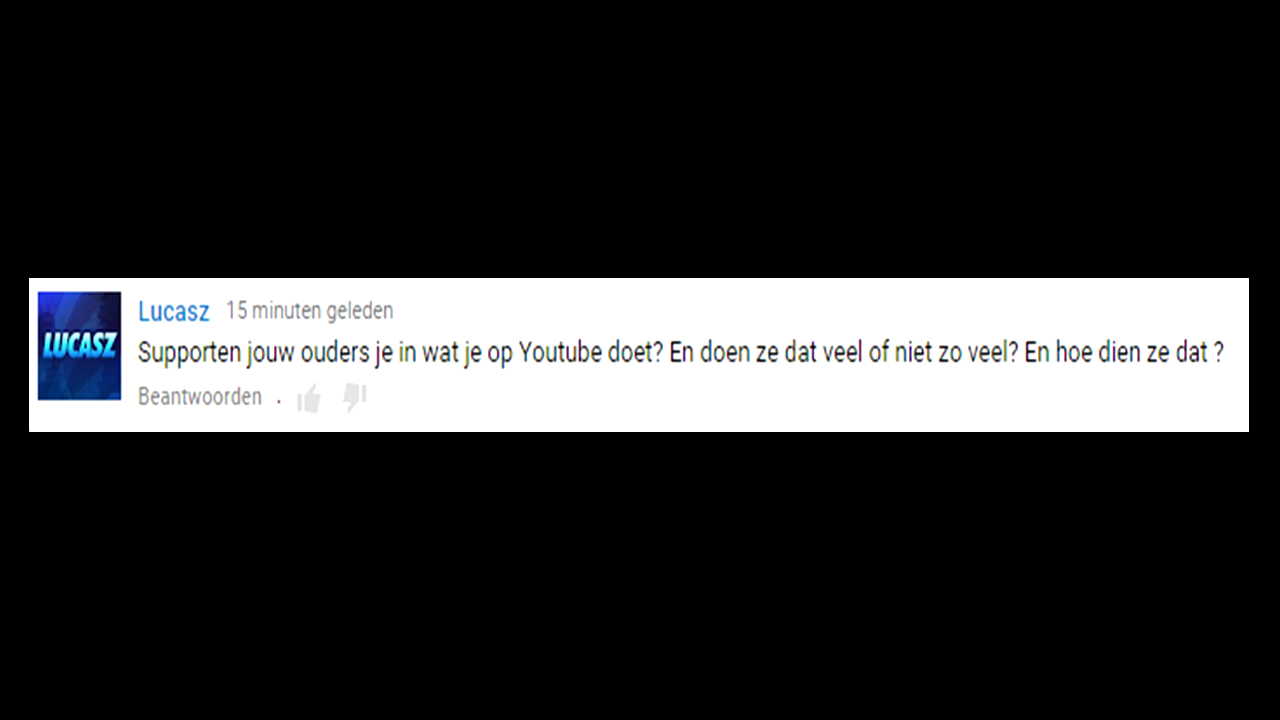 LUCASZ
Lucasz 15 minuten geleden
Supporten jouw ouders je in wat je op Youtube doet? En doen ze dat veel of niet zo veel? En hoe dien ze dat ?
Beantwoorden .